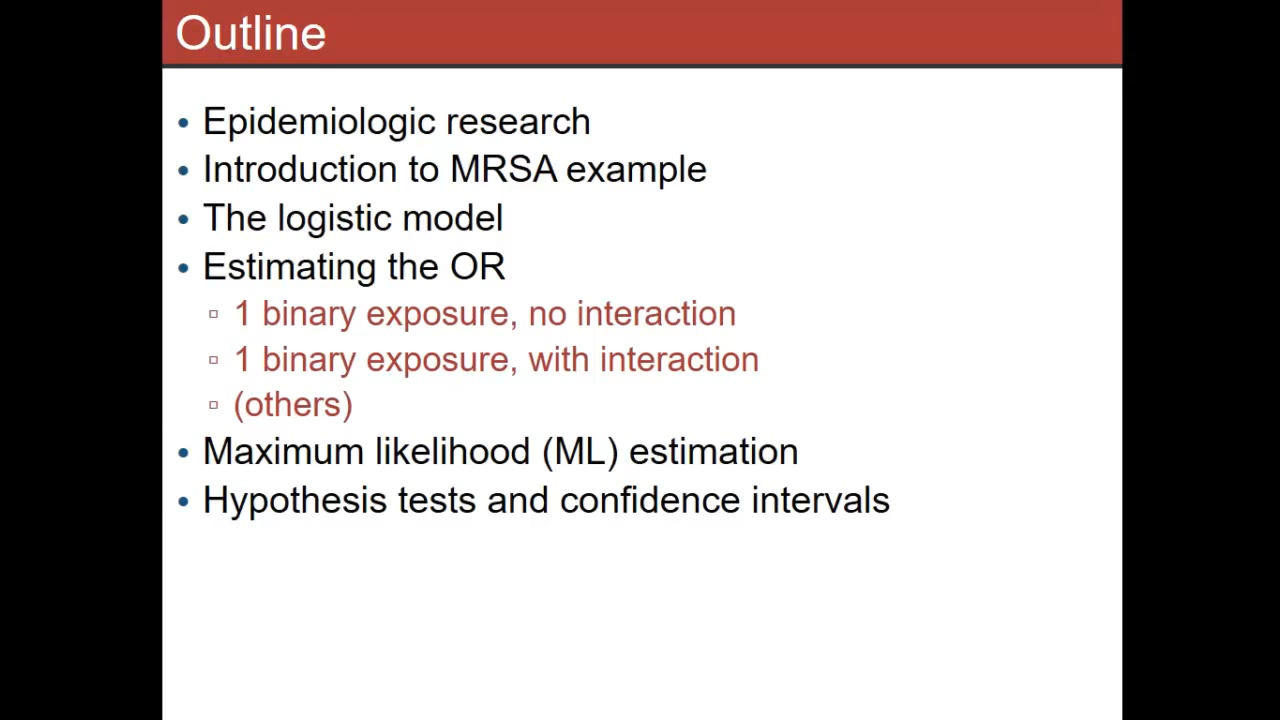 Outline
• Epidemiologic research
• Introduction to MRSA example
• The logistic model
• Estimating the OR
▫ 1 binary exposure, no interaction
▫ 1 binary exposure, with interaction
▫ (others)
• Maximum likelihood (ML) estimation
• Hypothesis tests and confidence intervals